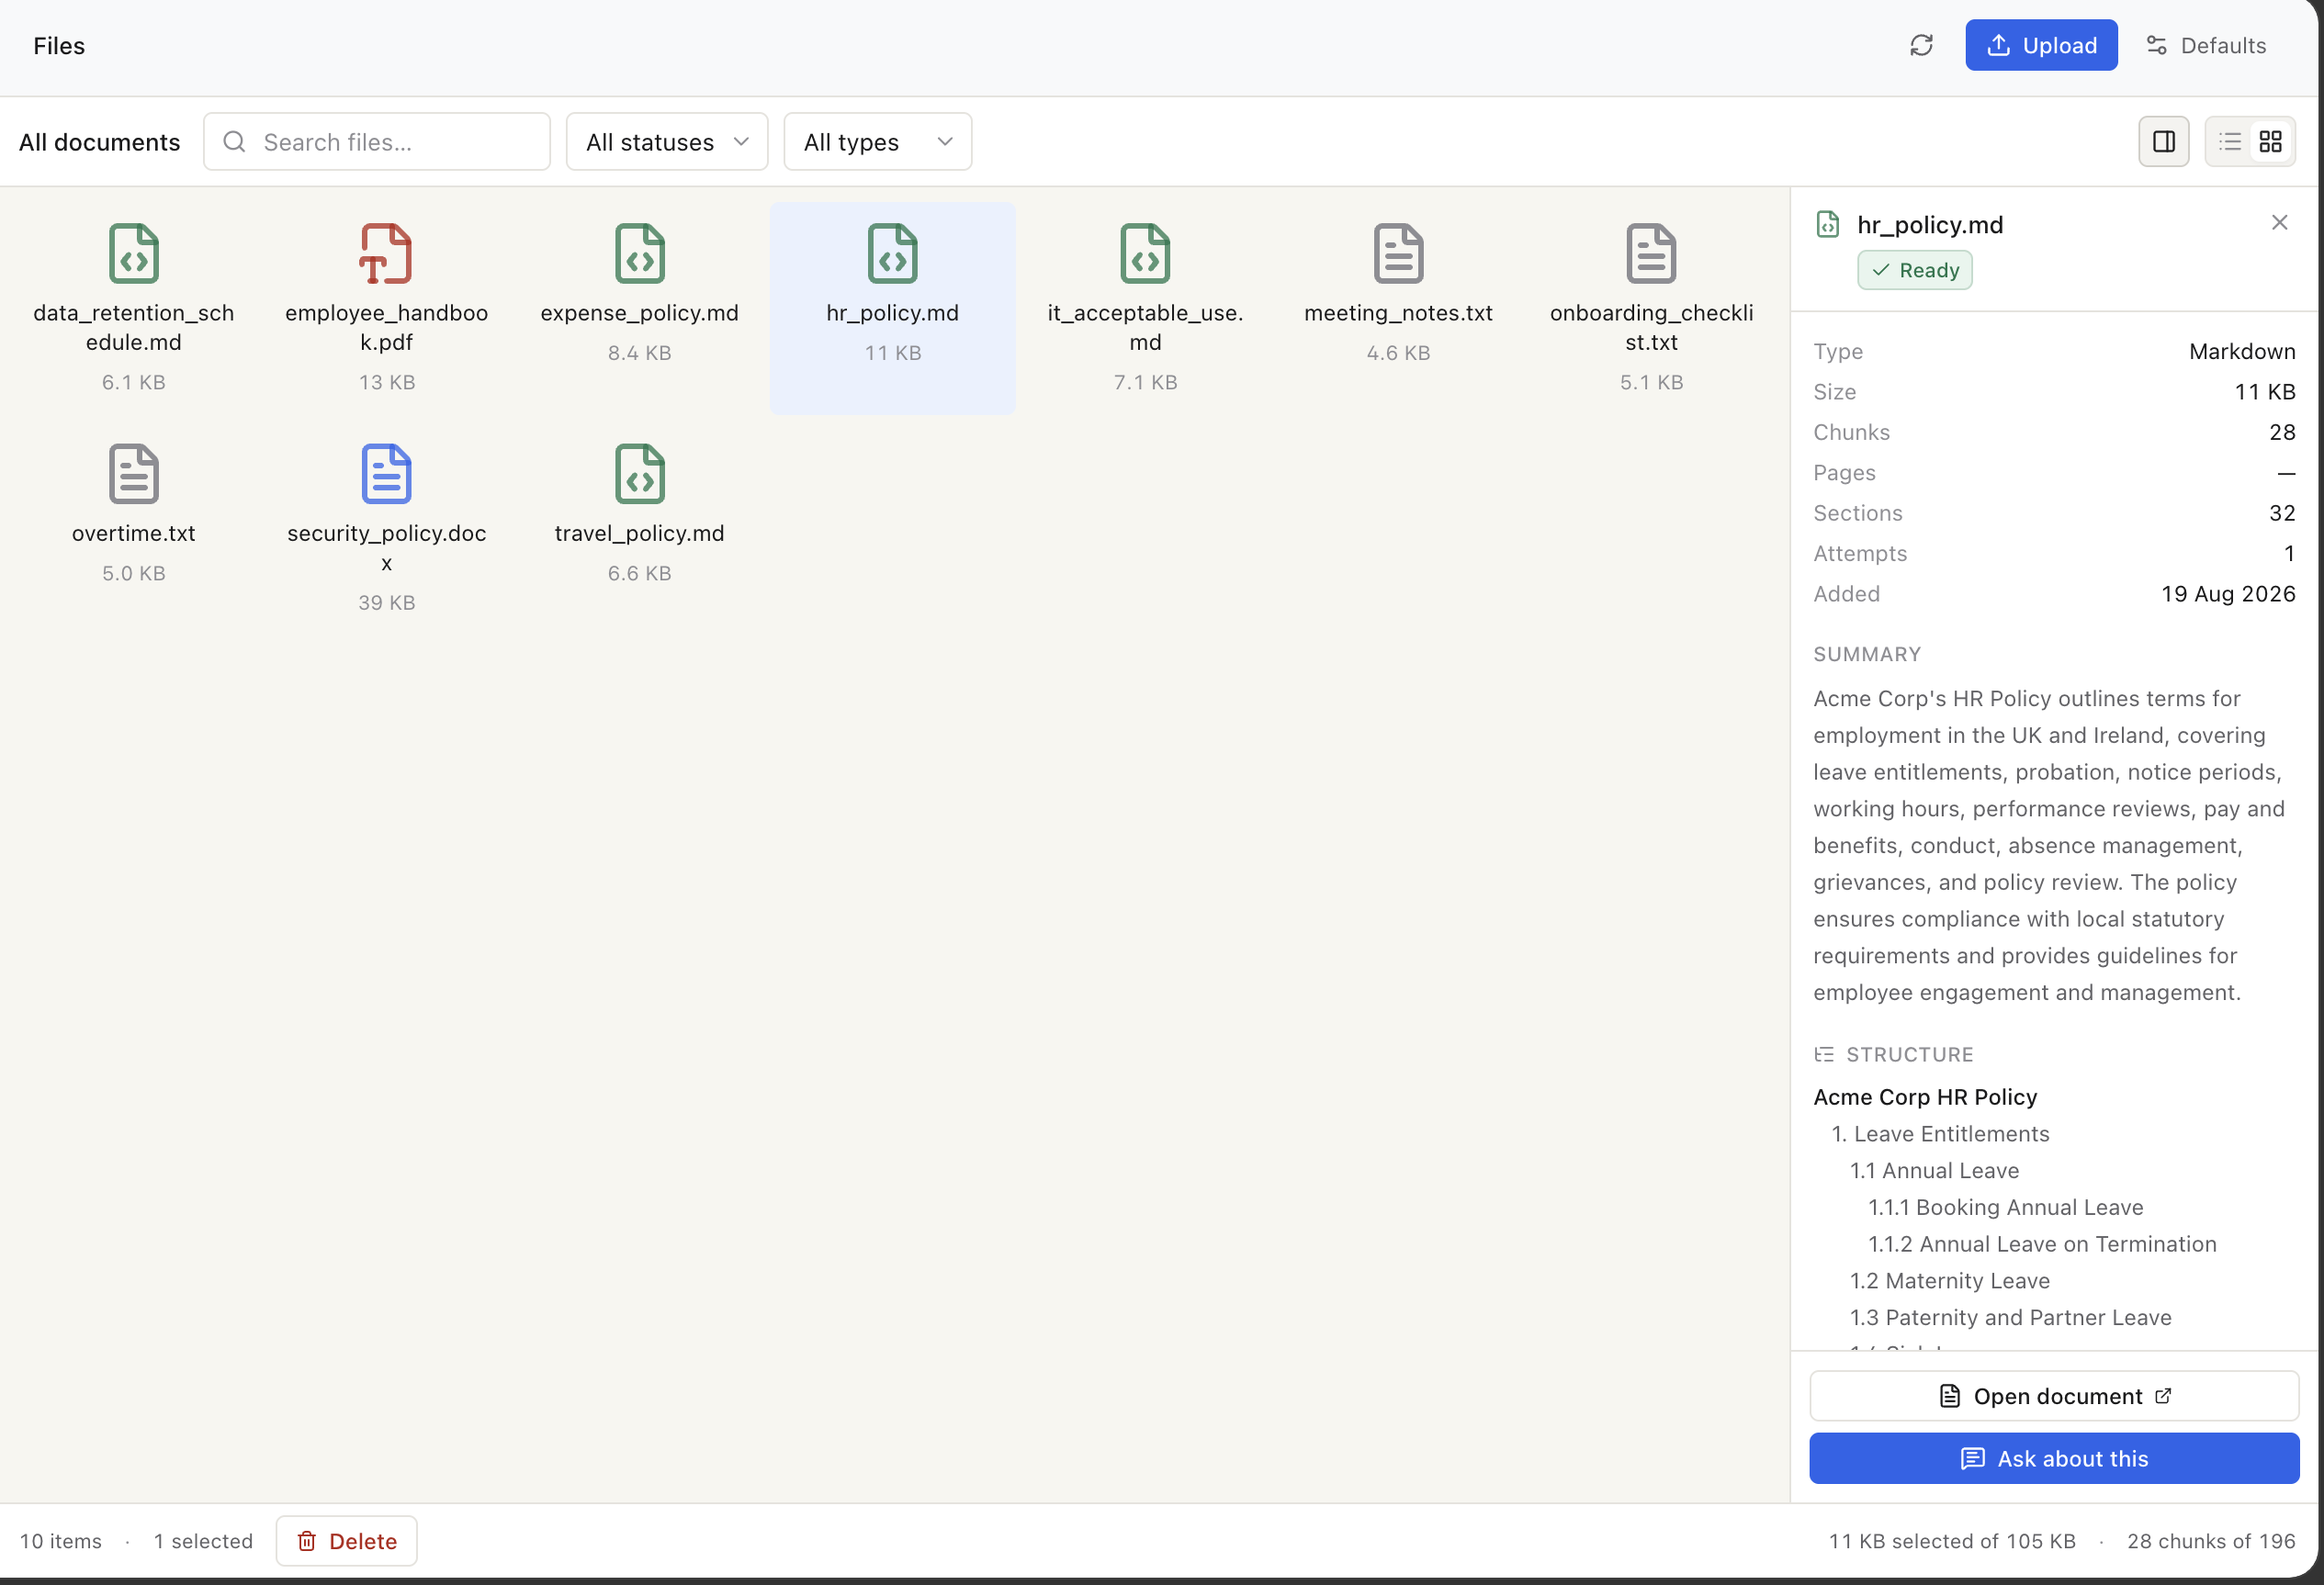 Files
Upload
Defaults
All documents
Search files...
All statuses
All types
data_retention_sch
edule.md
6.1 KB
employee_handboo
k.pdf
13 KB
expense_policy.md
8.4 KB
hr_policy.md
11 KB
it_acceptable_use.
md
7.1 KB
meeting_notes.txt
4.6 KB
onboarding_checkli
st.txt
5.1 KB
overtime.txt
5.0 KB
security_policy.doc
x
39 KB
travel_policy.md
6.6 KB
hr_policy.md
Ready
Type Markdown
Size 11 KB
Chunks 28
Pages —
Sections 32
Attempts 1
Added 19 Aug 2026
SUMMARY
Acme Corp's HR Policy outlines terms for
employment in the UK and Ireland, covering
leave entitlements, probation, notice periods,
working hours, performance reviews, pay and
benefits, conduct, absence management,
grievances, and policy review. The policy
ensures compliance with local statutory
requirements and provides guidelines for
employee engagement and management.
STRUCTURE
Acme Corp HR Policy
1. Leave Entitlements
1.1 Annual Leave
1.1.1 Booking Annual Leave
1.1.2 Annual Leave on Termination
1.2 Maternity Leave
1.3 Paternity and Partner Leave
Open document
Ask about this
10 items · 1 selected
Delete
11 KB selected of 105 KB · 28 chunks of 196